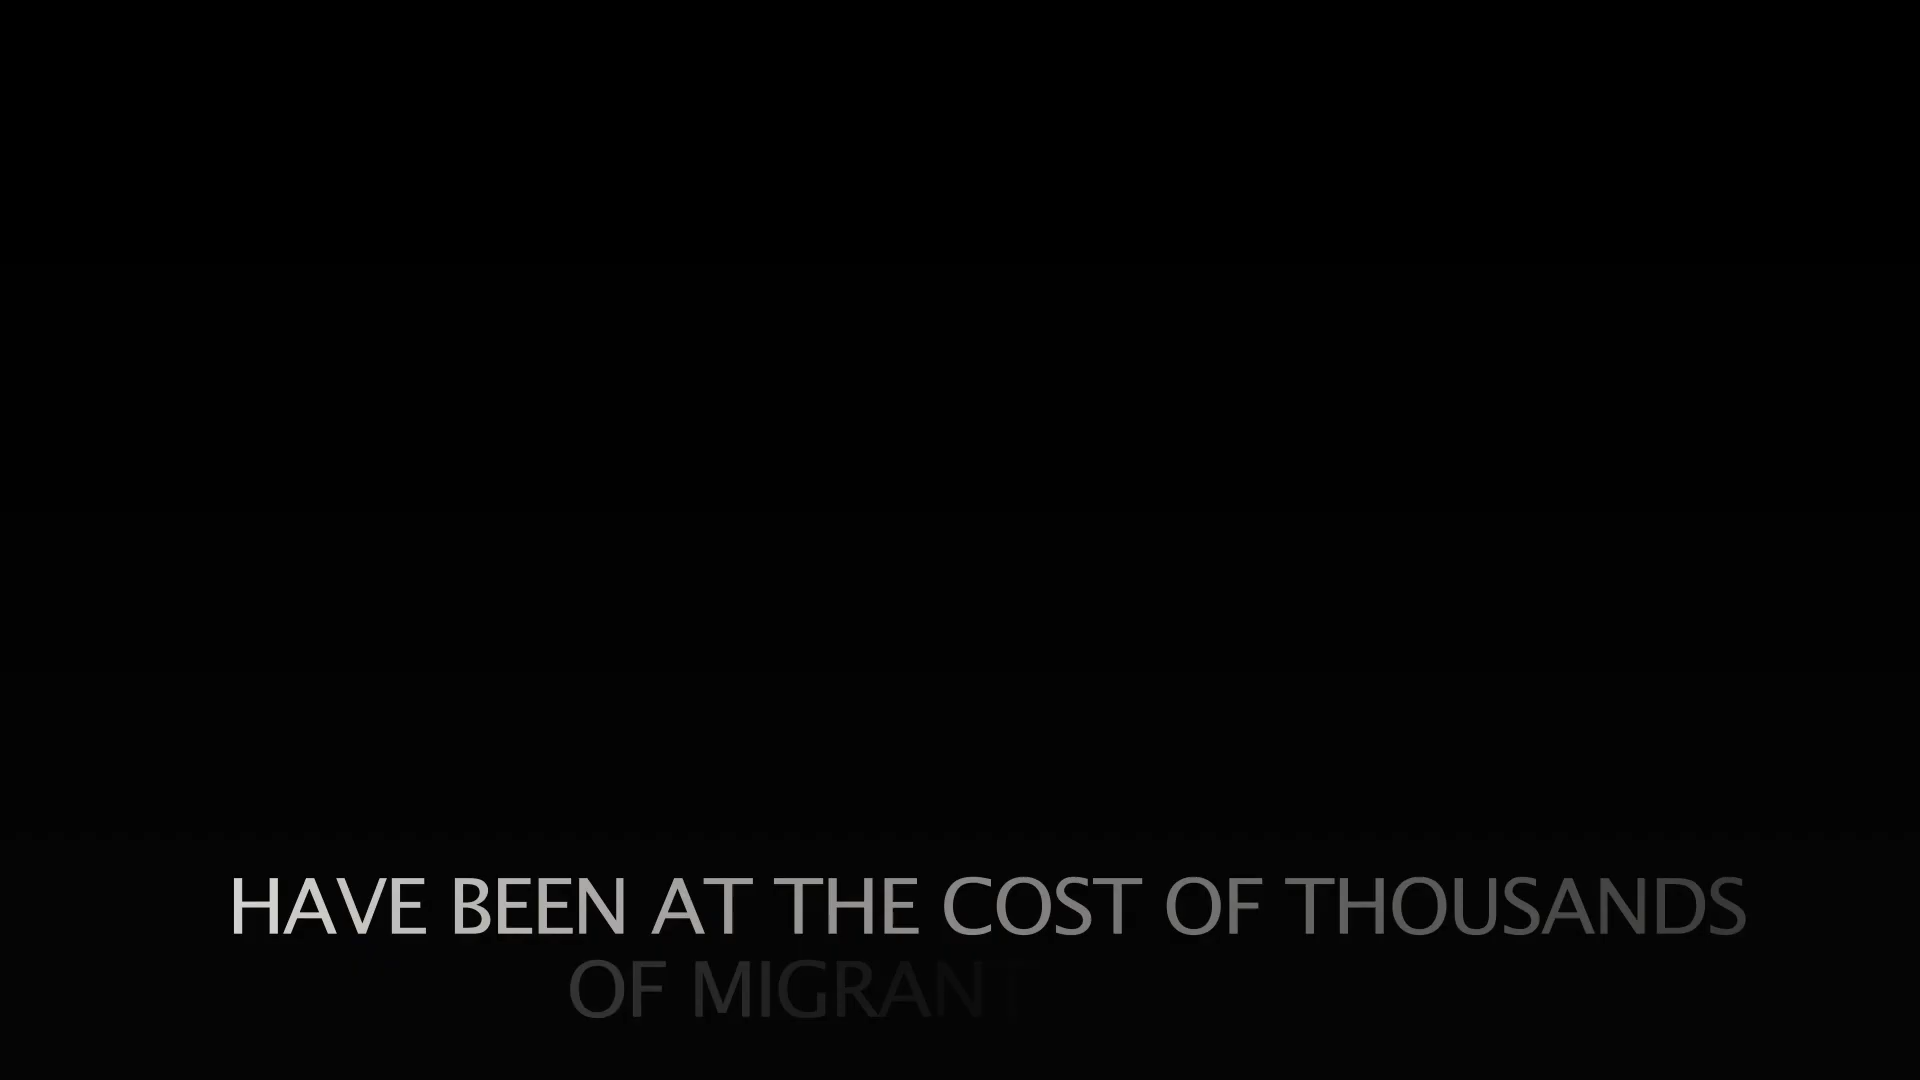 HAVE BEEN AT THE COST OF THOUSANDS
OF MIGRANT